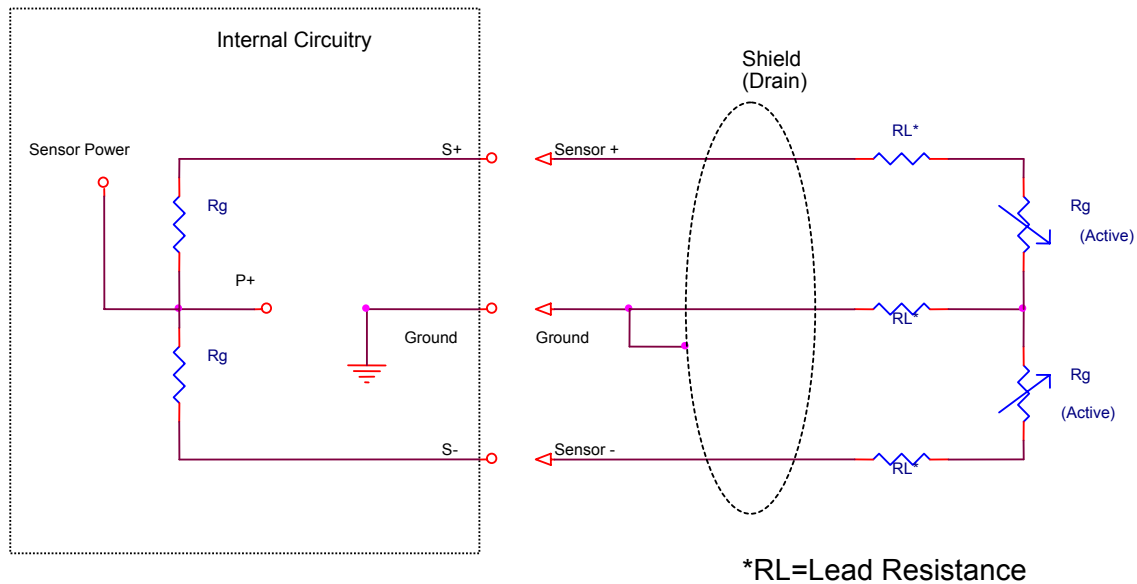 Internal Circuitry
Shield
(Drain)
RL*
Sensor Power
S+
Sensor +
Rg
Rg
(Active)
P+
Ground
Ground
RL*
Rg
Rg
(Active)
S-
Sensor -
RL*
*RL=Lead Resistance